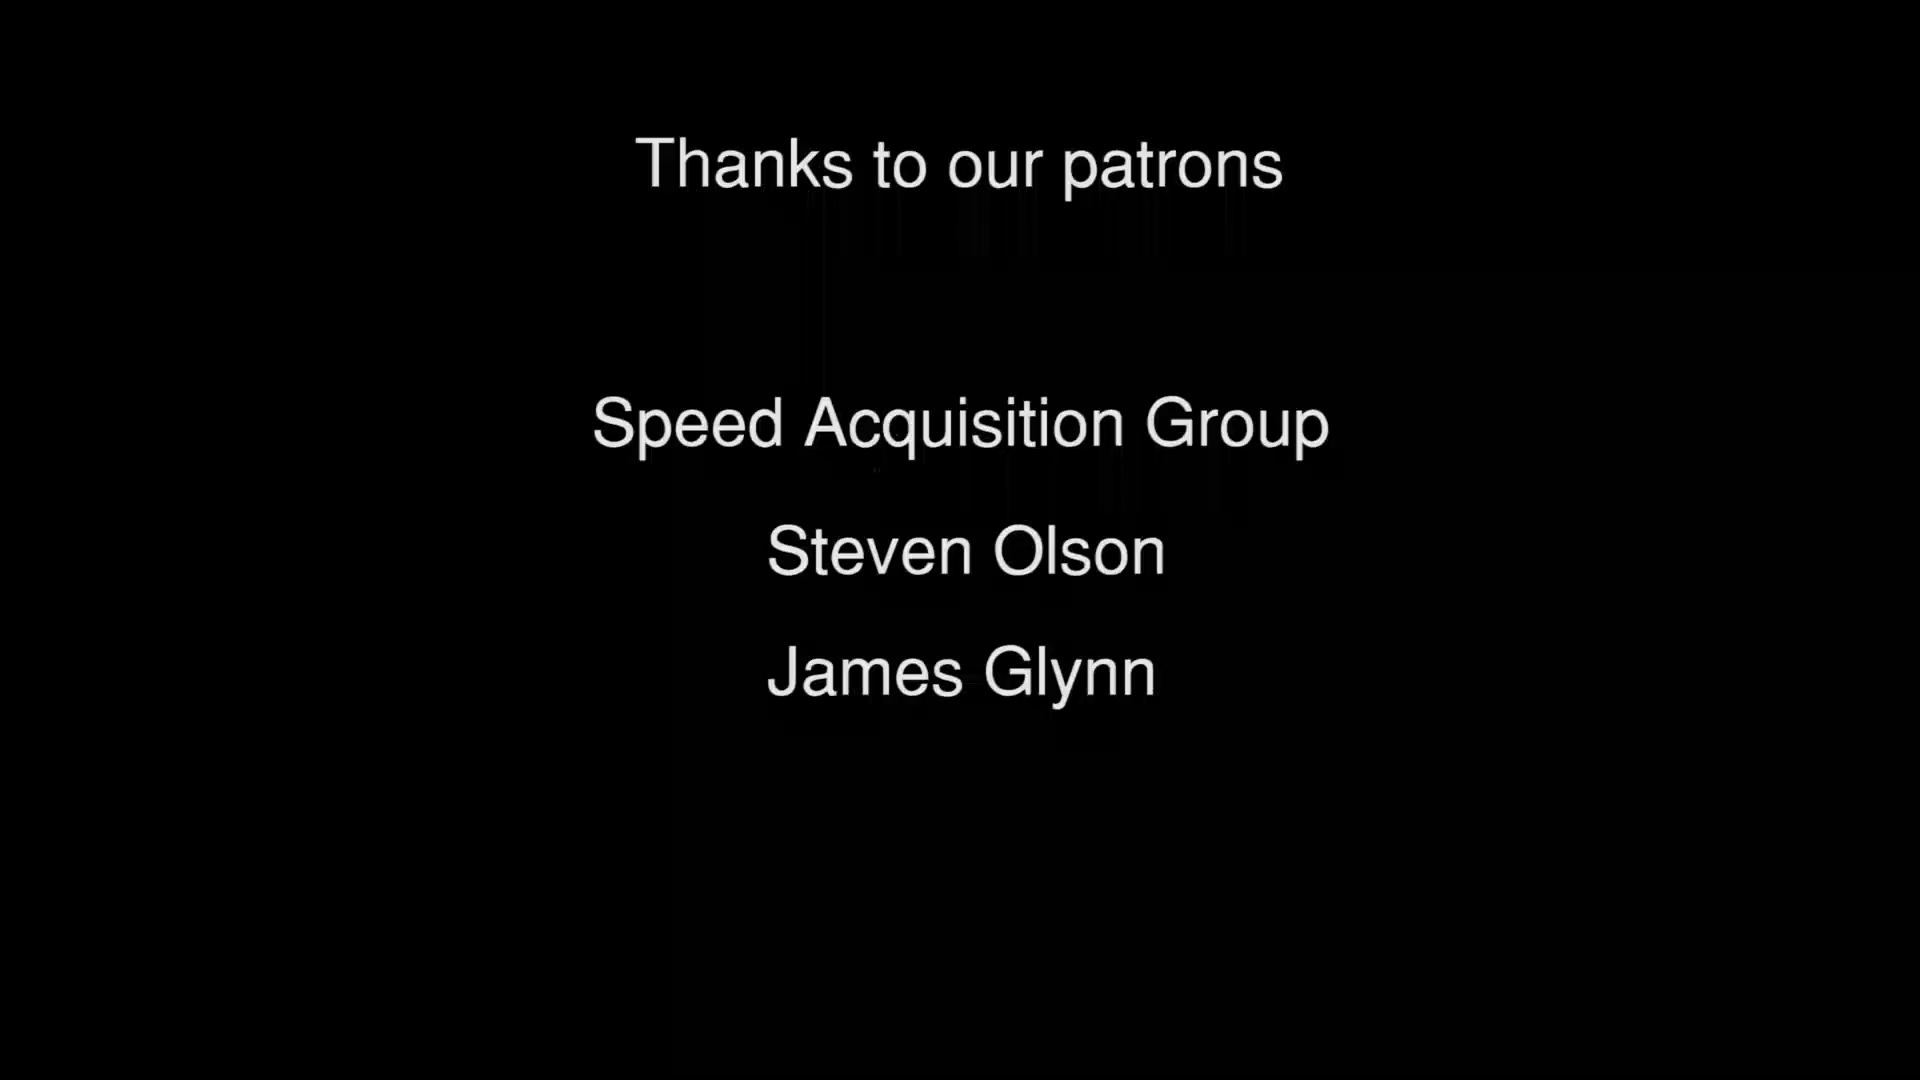 Thanks to our patrons
Speed Acquisition Group
Steven Olson
James Glynn